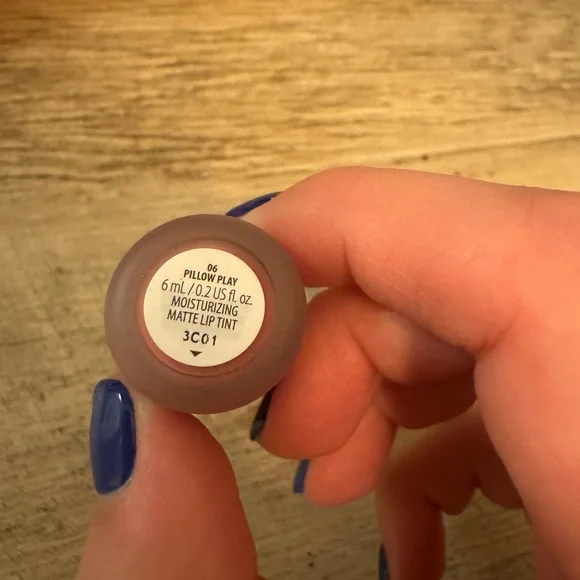 06
PILLOW PLAY
6 mL / 0.2 US fl. oz.
MOISTURIZING
MATTE LIP TINT
3C01